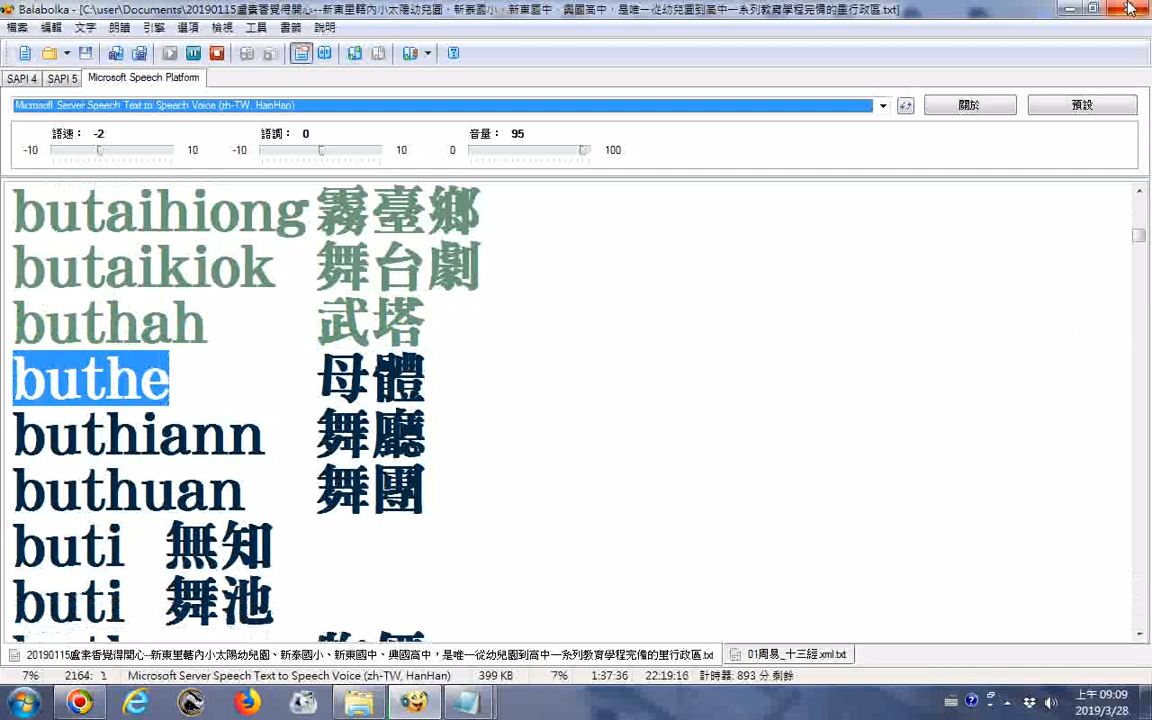 Balabolka - [C:\user\Documents\20190115盧素香覺得開心--新東里轄內小太陽幼兒園、新泰國小、新東國中、興國高中，是唯一從幼兒園到高中一系列教育學程完備的里行政區.txt]
檔案 編輯 文字 朗讀 引擎 選項 檢視 工具 書籤 說明
SAPI 4 SAPI 5 Microsoft Speech Platform
Microsoft Server Speech Text to Speech Voice (zh-TW, HanHan) 關於 預設
語速： -2 語調： 0 音量： 95
-10 10 -10 10 0 100
butaihiong 霧臺鄉
butaikiok 舞台劇
buthah 武塔
buthe 母體
buthiann 舞廳
buthuan 舞團
buti 無知
buti 舞池
20190115盧素香覺得開心--新東里轄內小太陽幼兒園、新泰國小、新東國中、興國高中，是唯一從幼兒園到高中一系列教育學程完備的里行政區.txt 01周易_十三經.xml.txt
7% 2164: 1 Microsoft Server Speech Text to Speech Voice (zh-TW, HanHan) 399 KB 7% 1:37:36 22:19:16 計時器: 893 分 剩餘
上午 09:09
2019/3/28